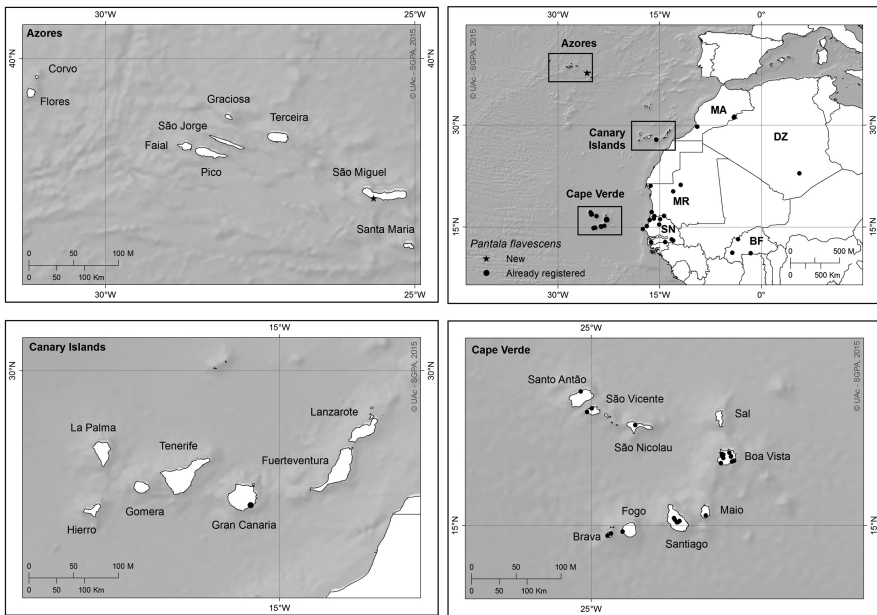 30°W
25°W
Azores
40°N
Corvo
Flores
Graciosa
São Jorge
Terceira
Faial
Pico
São Miguel
Santa Maria
0 50 100 M
0 50 100 Km
© UAc - SGPA, 2015
30°W
25°W
30°W
15°W
0°
Azores
© UAc - SGPA, 2015
30°N
30°N
MA
Canary
Islands
DZ
Cape Verde
MR
15°N
15°N
SN
BF
Pantala flavescens
New
Already registered
0 500 M
0 500 Km
30°W
15°W
0°
15°W
Canary Islands
30°N
30°N
© UAc - SGPA, 2015
Lanzarote
La Palma
Tenerife
Fuerteventura
Gomera
Hierro
Gran Canaria
0 50 100 M
0 50 100 Km
15°W
25°W
Cape Verde
© UAc - SGPA, 2015
Santo Antão
São Vicente
Sal
São Nicolau
Boa Vista
Fogo
Maio
15°N
15°N
Brava
Santiago
0 50 100 M
0 50 100 Km
25°W